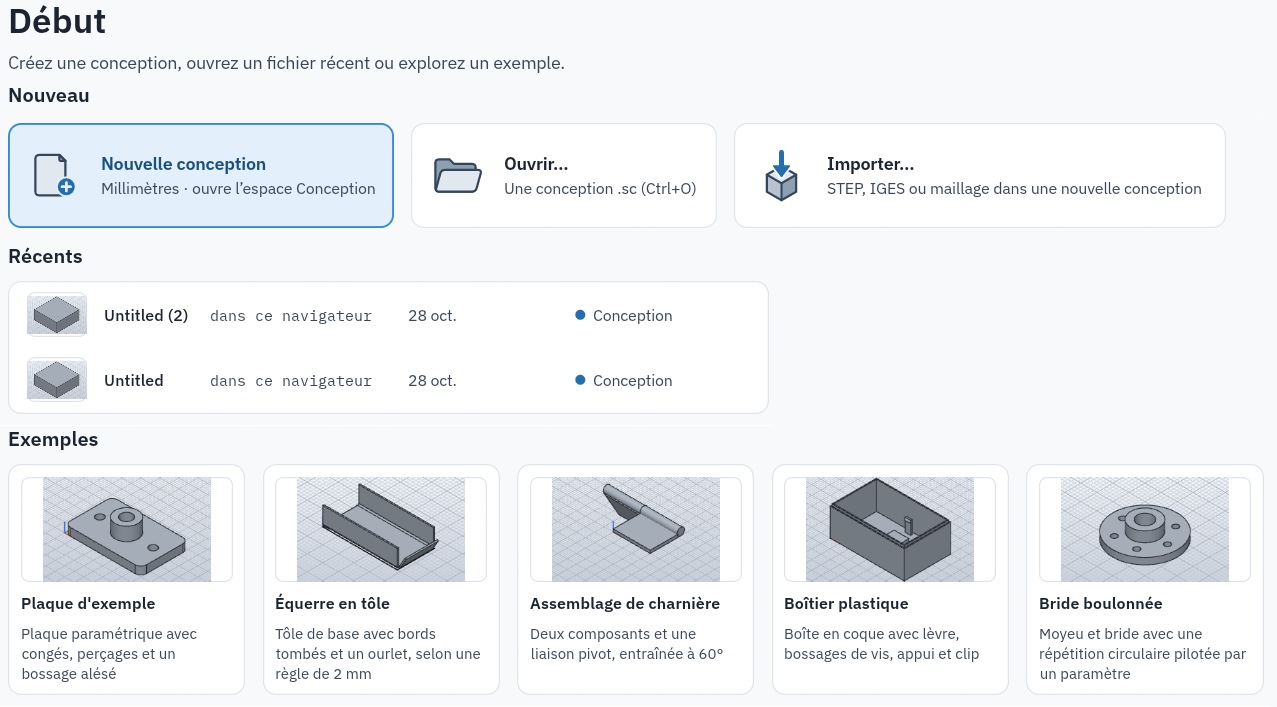 Début
Créez une conception, ouvrez un fichier récent ou explorez un exemple.
Nouveau
Nouvelle conception
Millimètres · ouvre l’espace Conception
Ouvrir…
Une conception .sc (Ctrl+O)
Importer…
STEP, IGES ou maillage dans une nouvelle conception
Récents
Untitled (2) dans ce navigateur 28 oct. Conception
Untitled dans ce navigateur 28 oct. Conception
Exemples
Plaque d'exemple
Plaque paramétrique avec
congés, perçages et un
bossage alésé
Équerre en tôle
Tôle de base avec bords
tombés et un ourlet, selon une
règle de 2 mm
Assemblage de charnière
Deux composants et une
liaison pivot, entraînée à 60°
Boîtier plastique
Boîte en coque avec lèvre,
bossages de vis, appui et clip
Bride boulonnée
Moyeu et bride avec une
répétition circulaire pilotée par
un paramètre